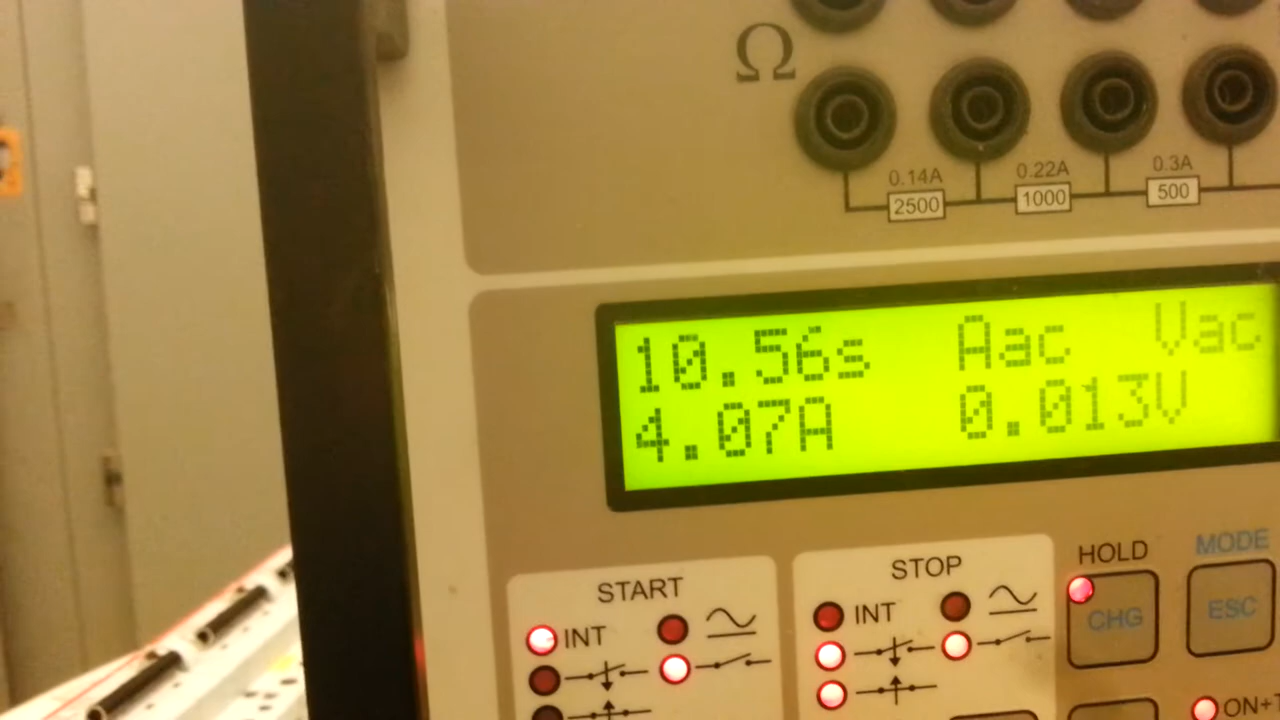 Ω
0.14A 0.22A 0.3A
2500 1000 500
10.56s Aac Vac
4.07A 0.013V
START STOP HOLD MODE
INT INT CHG ESC
ON+T